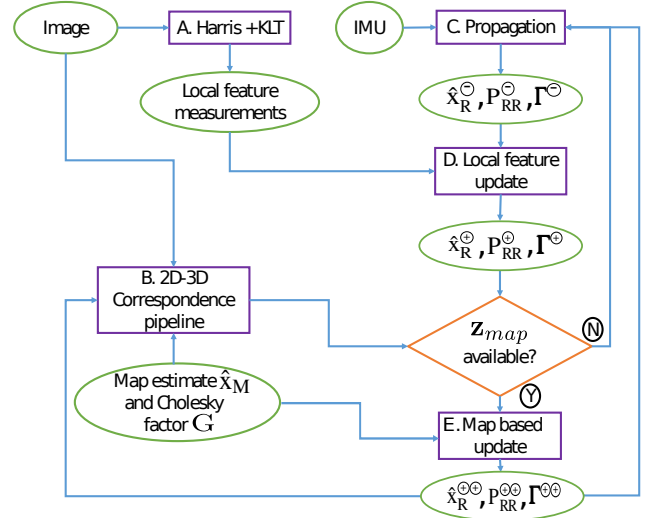 Image
A. Harris +KLT
IMU
C. Propagation
Local feature
measurements
x̂_R^⊖, P_RR^⊖, Γ^⊖
D. Local feature
update
x̂_R^⊕, P_RR^⊕, Γ^⊕
B. 2D-3D
Correspondence
pipeline
z_map
available?
N
Map estimate x̂_M
and Cholesky
factor G
Y
E. Map based
update
x̂_R^⊕⊕, P_RR^⊕⊕, Γ^⊕⊕